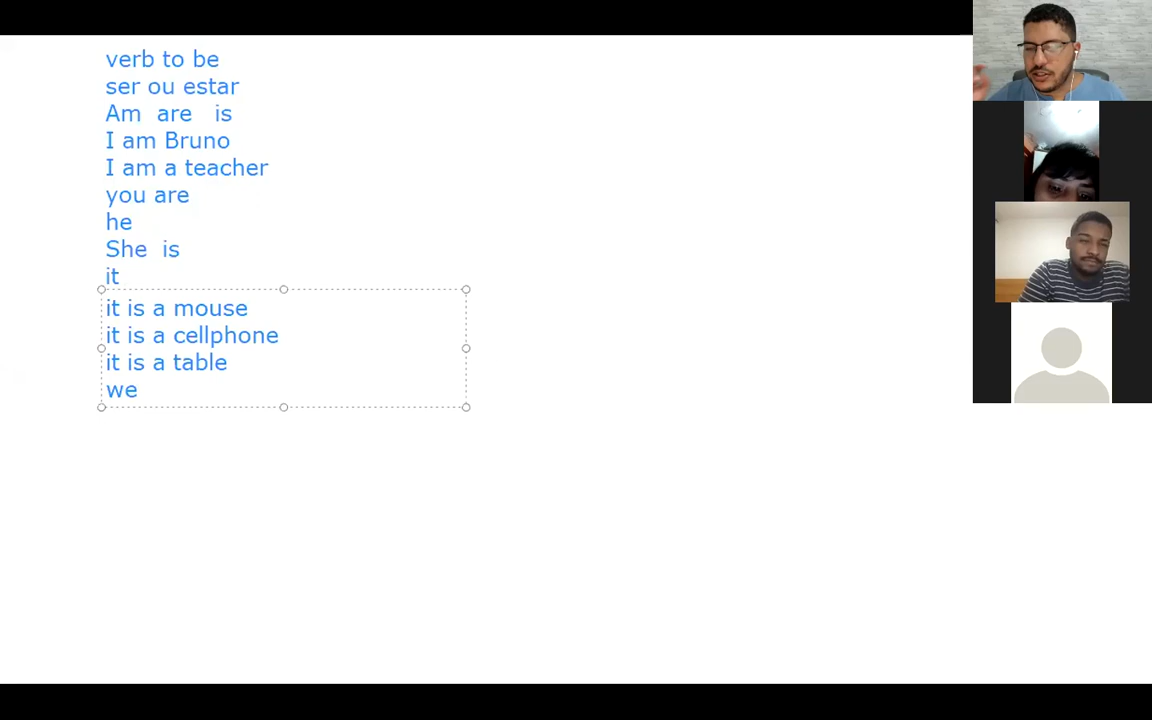 verb to be
ser ou estar
Am are is
I am Bruno
I am a teacher
you are
he
She is
it
it is a mouse
it is a cellphone
it is a table
we